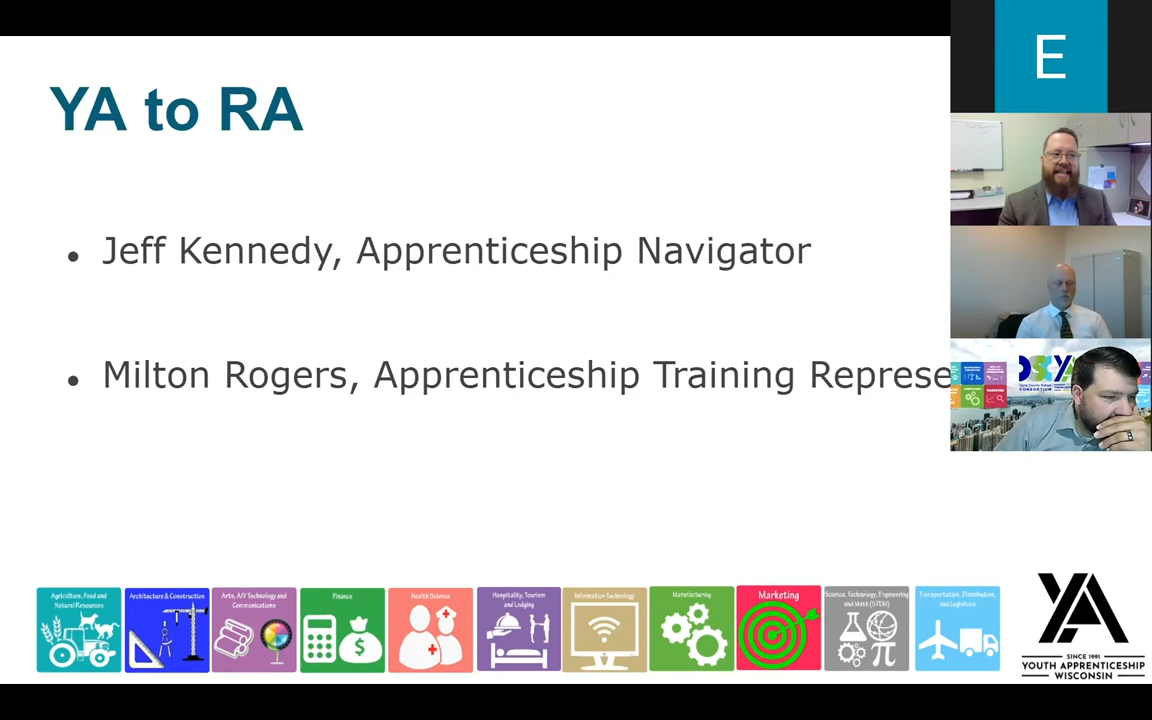 YA to RA
E
• Jeff Kennedy, Apprenticeship Navigator
• Milton Rogers, Apprenticeship Training Represe
Agriculture, Food and
Natural Resources
Architecture & Construction
Arts, A/V Technology and
Communications
Finance
Health Science
Hospitality, Tourism
and Lodging
Information Technology
Manufacturing
Marketing
Science, Technology, Engineering
and Math (STEM)
Transportation, Distribution,
and Logistics
YA
SINCE 1991
YOUTH APPRENTICESHIP
WISCONSIN